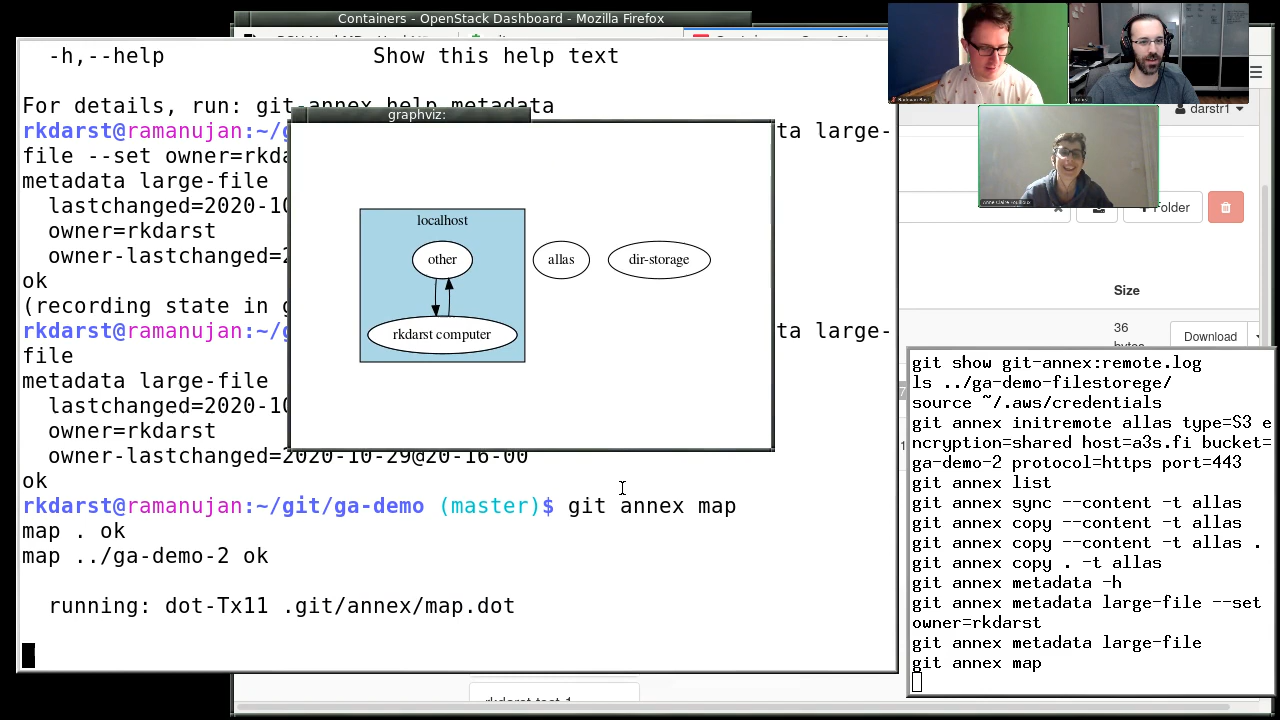 Containers - OpenStack Dashboard - Mozilla Firefox
-h,--help Show this help text
For details, run: git-annex help metadata
rkdarst@ramanujan:~/g ta large-
file --set owner=rkda
metadata large-file
lastchanged=2020-10
owner=rkdarst
owner-lastchanged=2
ok
(recording state in g
rkdarst@ramanujan:~/g ta large-
file
metadata large-file
lastchanged=2020-10
owner=rkdarst
owner-lastchanged=2020-10-29@20-16-00
ok
rkdarst@ramanujan:~/git/ga-demo (master)$ git annex map
map . ok
map ../ga-demo-2 ok
running: dot -Tx11 .git/annex/map.dot
graphviz:
localhost
other
allas
dir-storage
rkdarst computer
darstr1
Folder
Size
36
bytes
Download
git show git-annex:remote.log
ls ../ga-demo-filestorege/
source ~/.aws/credentials
git annex initremote allas type=S3 e
ncryption=shared host=a3s.fi bucket=
ga-demo-2 protocol=https port=443
git annex list
git annex sync --content -t allas
git annex copy --content -t allas
git annex copy --content -t allas .
git annex copy . -t allas
git annex metadata -h
git annex metadata large-file --set
owner=rkdarst
git annex metadata large-file
git annex map